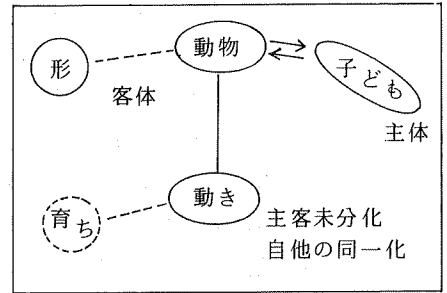 動物
形
子ども
客体
主体
動き
育ち
主客未分化
自他の同一化